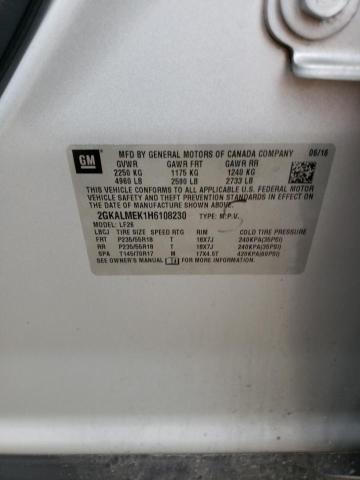 GM
MFD BY GENERAL MOTORS OF CANADA COMPANY 06/16
GVWR GAWR FRT GAWR RR
2250 KG 1175 KG 1240 KG
4960 LB 2590 LB 2733 LB
THIS VEHICLE CONFORMS TO ALL APPLICABLE U.S. FEDERAL MOTOR VEHICLE SAFETY AND THEFT PREVENTION STANDARDS IN EFFECT ON THE DATE OF MANUFACTURE SHOWN ABOVE.
2GKALMEK1H6108230 TYPE: M.P.V.
MODEL: LF26
LBCJ TIRE SIZE SPEED RTG RIM COLD TIRE PRESSURE
FRT P235/55R18 T 18X7J 240KPA(35PSI)
RR P235/55R18 T 18X7J 240KPA(35PSI)
SPA T145/70R17 M 17X4.5T 420KPA(60PSI)
SEE OWNER'S MANUAL FOR MORE INFORMATION.